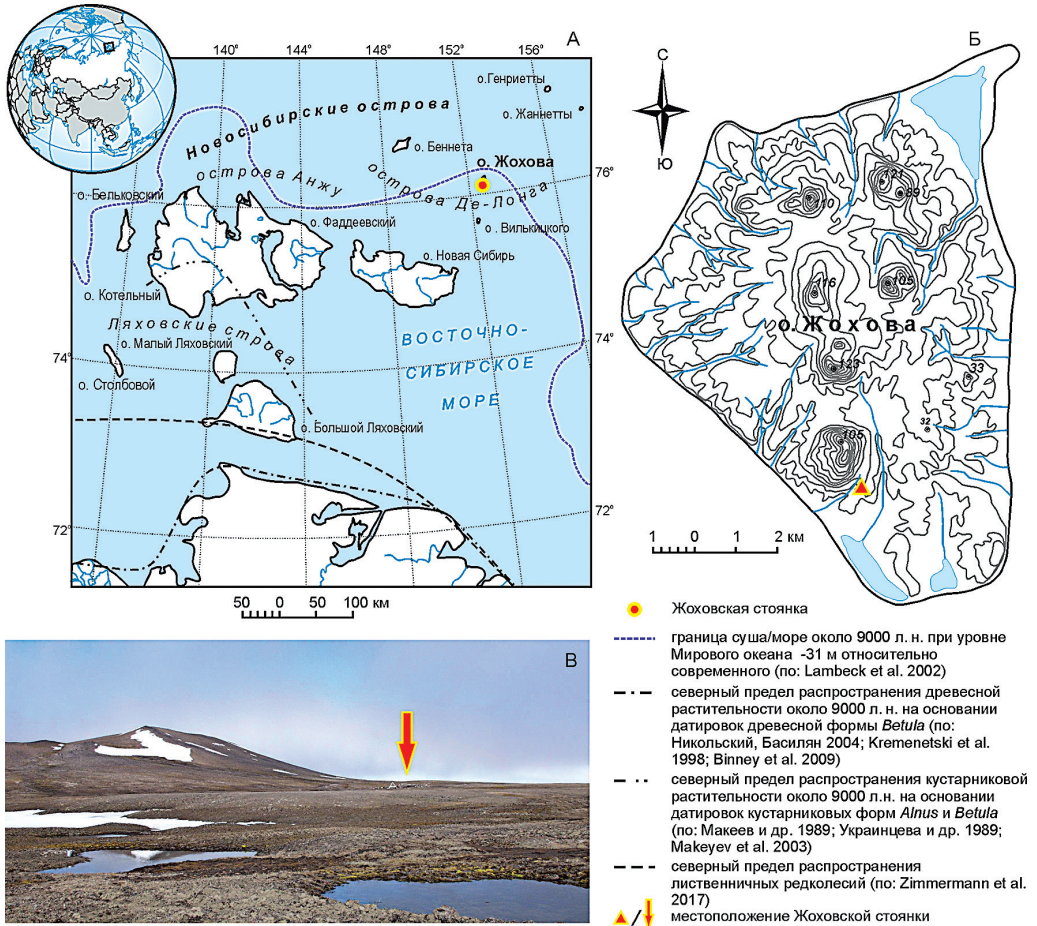 А
140°
144°
148°
152°
156°
о.Генриетты
о. Жаннетты
Новосибирские острова
о. Беннета
о. Жохова
76°
острова Анжу
острова Де-Лонга
о. Бельковский
о. Фаддеевский
о . Вилькицкого
о. Новая Сибирь
о. Котельный
Ляховские острова
о. Малый Ляховский
ВОСТОЧНО-
СИБИРСКОЕ
МОРЕ
74°
74°
о. Столбовой
о. Большой Ляховский
72°
72°
50 0 50 100 км
Б
С
Ю
121
89
110
105
116
о. Жохова
123
33
32
105
1 0 1 2 км
В
Жоховская стоянка
граница суша/море около 9000 л. н. при уровне
Мирового океана -31 м относительно
современного (по: Lambeck et al. 2002)
северный предел распространения древесной
растительности около 9000 л. н. на основании
датировок древесной формы Betula (по:
Никольский, Басилян 2004; Kremenetski et al.
1998; Binney et al. 2009)
северный предел распространения кустарниковой
растительности около 9000 л.н. на основании
датировок кустарниковых форм Alnus и Betula
(по: Макеев и др. 1989; Украинцева и др. 1989;
Makeyev et al. 2003)
северный предел распространения
лиственничных редколесий (по: Zimmermann et al.
2017)
/ местоположение Жоховской стоянки